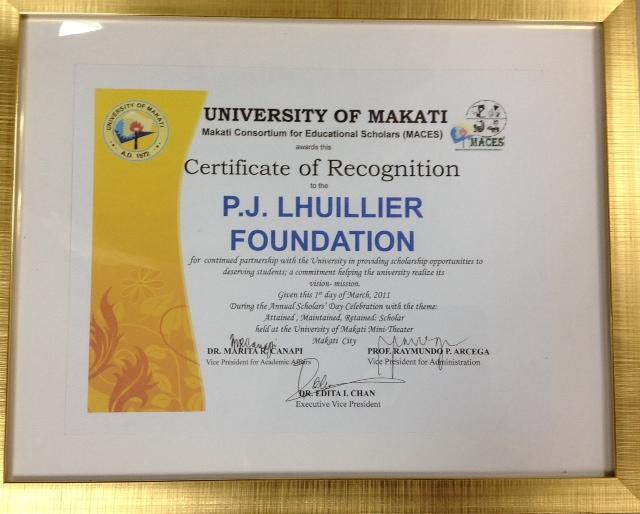 UNIVERSITY OF MAKATI
A.D. 1972
UNIVERSITY OF MAKATI
Makati Consortium for Educational Scholars (MACES)
MACES
awards this
Certificate of Recognition
to the
P.J. LHUILLIER
FOUNDATION
for continued partnership with the University in providing scholarship opportunities to
deserving students; a commitment helping the university realize its
vision- mission.
Given this 1st day of March, 2011
During the Annual Scholars' Day Celebration with the theme:
Attained , Maintained, Retained: Scholar
held at the University of Makati Mini-Theater
Makati City
DR. MARITA R. CANAPI
Vice President for Academic Affairs
PROF. RAYMUNDO P. ARCEGA
Vice President for Administration
DR. EDITA I. CHAN
Executive Vice President